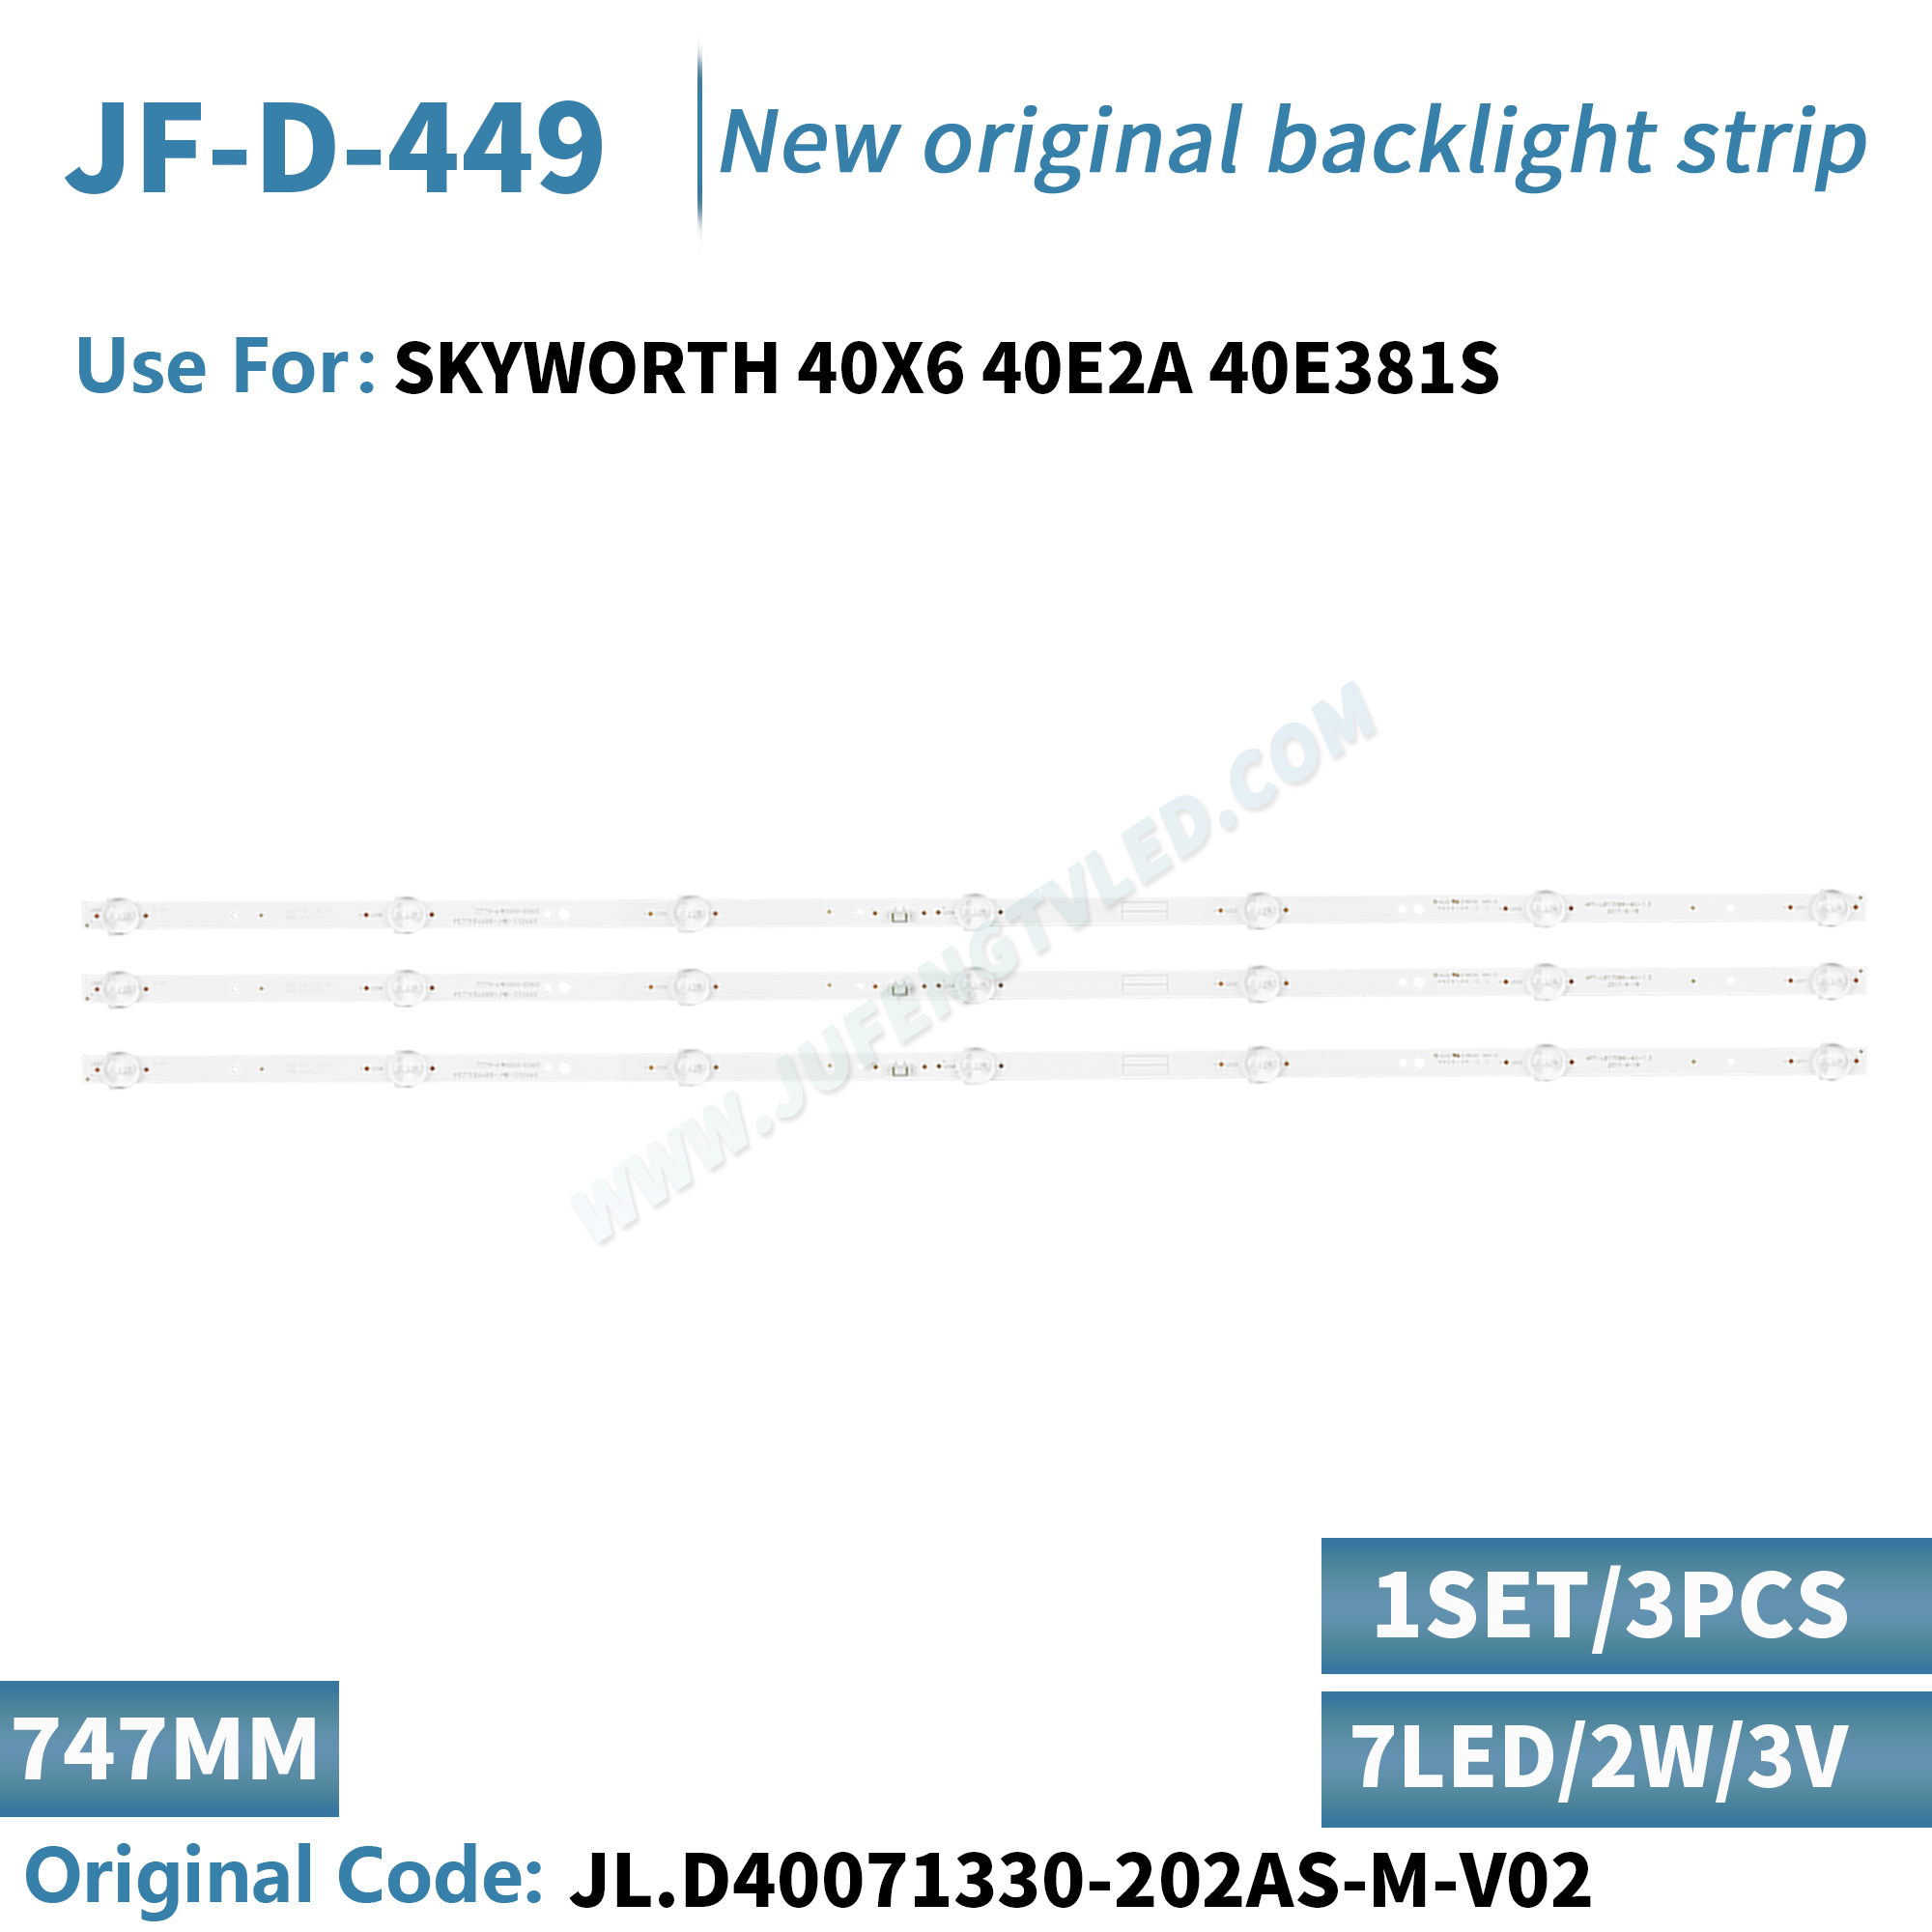 JF-D-449
New original backlight strip
Use For: SKYWORTH 40X6 40E2A 40E381S
WWW.JUFENGTVLED.COM
1SET/3PCS
7LED/2W/3V
747MM
Original Code: JL.D40071330-202AS-M-V02